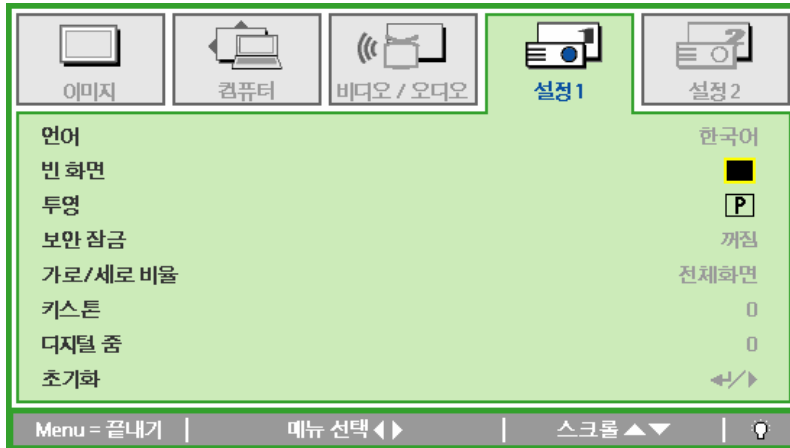 이미지 컴퓨터 비디오 / 오디오 설정 1 설정 2
언어 한국어
빈 화면
투영 P
보안 잠금 꺼짐
가로/세로 비율 전체화면
키스톤 0
디지털 줌 0
초기화
Menu = 끝내기 메뉴 선택 스크롤